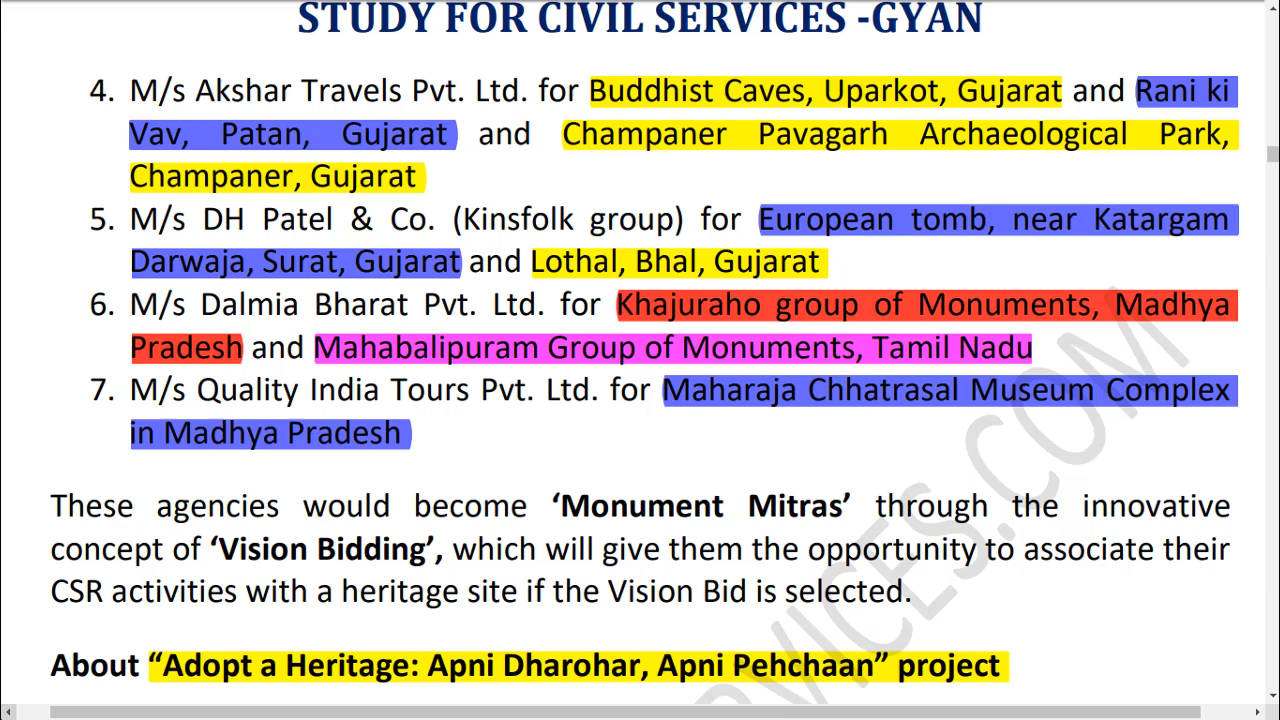 STUDY FOR CIVIL SERVICES -GYAN
4. M/s Akshar Travels Pvt. Ltd. for Buddhist Caves, Uparkot, Gujarat and Rani ki
Vav, Patan, Gujarat and Champaner Pavagarh Archaeological Park,
Champaner, Gujarat
5. M/s DH Patel & Co. (Kinsfolk group) for European tomb, near Katargam
Darwaja, Surat, Gujarat and Lothal, Bhal, Gujarat
6. M/s Dalmia Bharat Pvt. Ltd. for Khajuraho group of Monuments, Madhya
Pradesh and Mahabalipuram Group of Monuments, Tamil Nadu
7. M/s Quality India Tours Pvt. Ltd. for Maharaja Chhatrasal Museum Complex
in Madhya Pradesh
These agencies would become ‘Monument Mitras’ through the innovative
concept of ‘Vision Bidding’, which will give them the opportunity to associate their
CSR activities with a heritage site if the Vision Bid is selected.
About “Adopt a Heritage: Apni Dharohar, Apni Pehchaan” project
RVICES.COM